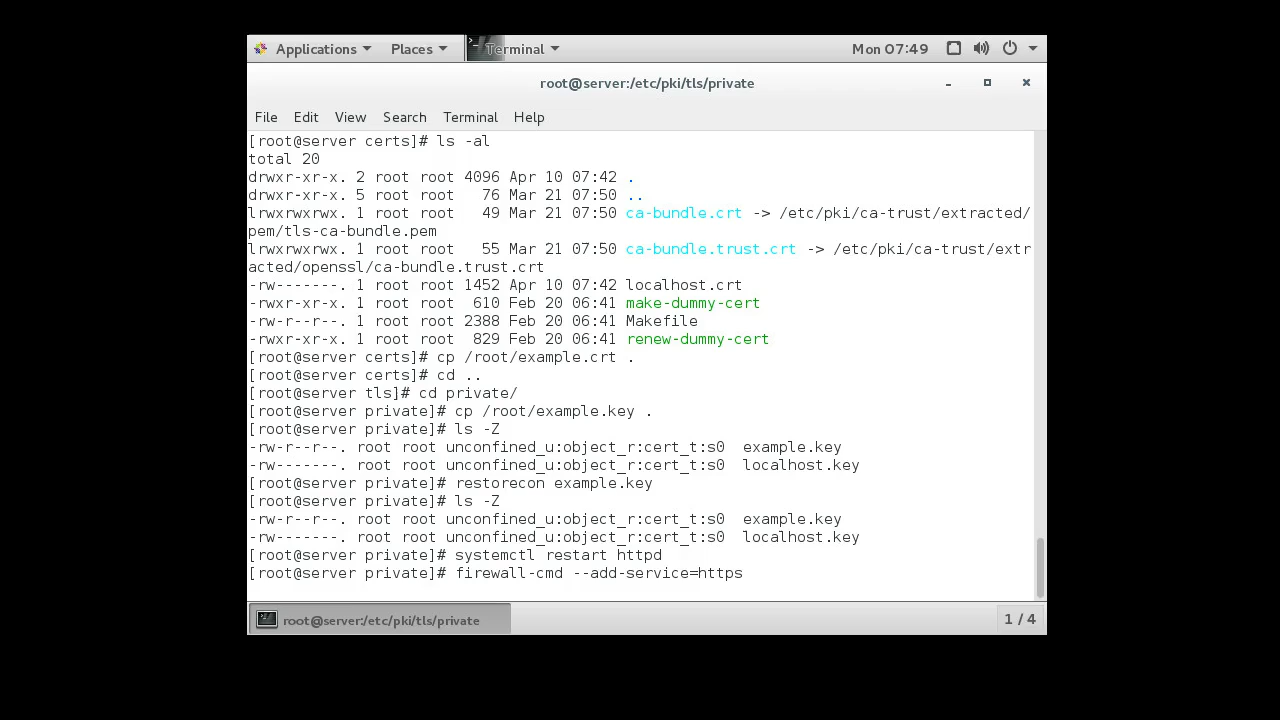 Applications Places Terminal Mon 07:49
root@server:/etc/pki/tls/private
File Edit View Search Terminal Help
[root@server certs]# ls -al
total 20
drwxr-xr-x. 2 root root 4096 Apr 10 07:42 .
drwxr-xr-x. 5 root root   76 Mar 21 07:50 ..
lrwxrwxrwx. 1 root root   49 Mar 21 07:50 ca-bundle.crt -> /etc/pki/ca-trust/extracted/
pem/tls-ca-bundle.pem
lrwxrwxrwx. 1 root root   55 Mar 21 07:50 ca-bundle.trust.crt -> /etc/pki/ca-trust/extr
acted/openssl/ca-bundle.trust.crt
-rw-------. 1 root root 1452 Apr 10 07:42 localhost.crt
-rwxr-xr-x. 1 root root  610 Feb 20 06:41 make-dummy-cert
-rw-r--r--. 1 root root 2388 Feb 20 06:41 Makefile
-rwxr-xr-x. 1 root root  829 Feb 20 06:41 renew-dummy-cert
[root@server certs]# cp /root/example.crt .
[root@server certs]# cd ..
[root@server tls]# cd private/
[root@server private]# cp /root/example.key .
[root@server private]# ls -Z
-rw-r--r--. root root unconfined_u:object_r:cert_t:s0  example.key
-rw-------. root root unconfined_u:object_r:cert_t:s0  localhost.key
[root@server private]# restorecon example.key
[root@server private]# ls -Z
-rw-r--r--. root root unconfined_u:object_r:cert_t:s0  example.key
-rw-------. root root unconfined_u:object_r:cert_t:s0  localhost.key
[root@server private]# systemctl restart httpd
[root@server private]# firewall-cmd --add-service=https
root@server:/etc/pki/tls/private 1 / 4